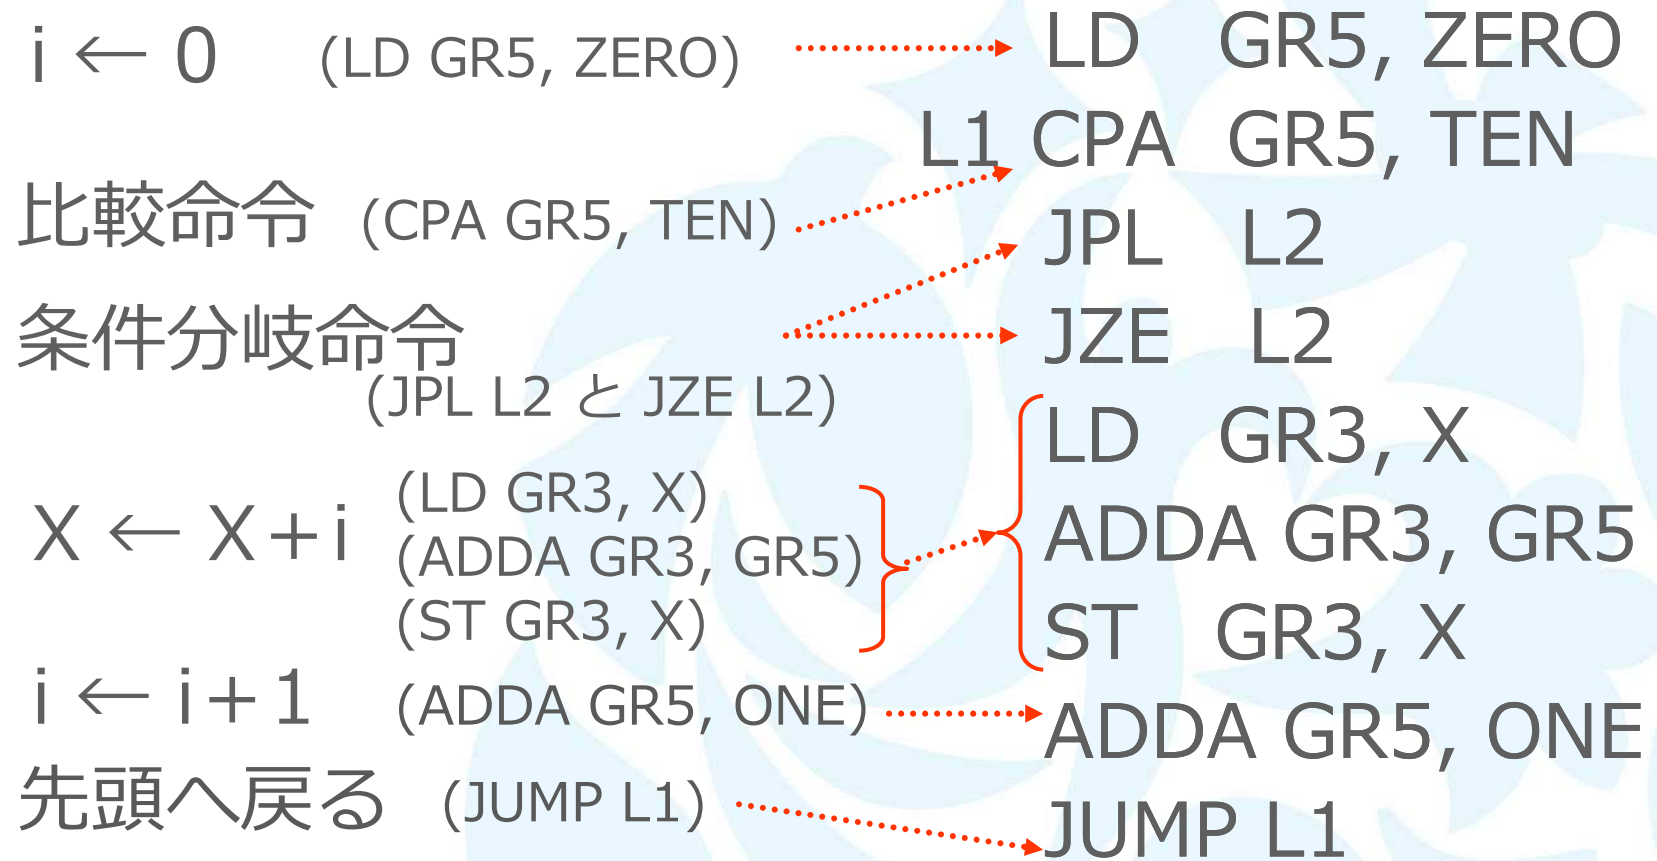 i ← 0 (LD GR5, ZERO)
比較命令 (CPA GR5, TEN)
条件分岐命令
(JPL L2 と JZE L2)
X ← X+i
(LD GR3, X)
(ADDA GR3, GR5)
(ST GR3, X)
i ← i+1 (ADDA GR5, ONE)
先頭へ戻る (JUMP L1)
LD GR5, ZERO
L1 CPA GR5, TEN
JPL L2
JZE L2
LD GR3, X
ADDA GR3, GR5
ST GR3, X
ADDA GR5, ONE
JUMP L1